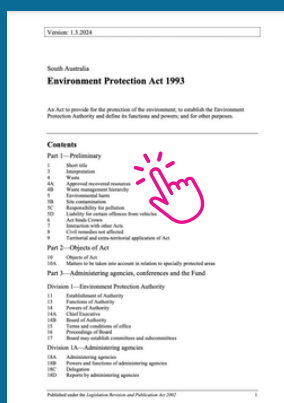 Version: 1.3.2024
South Australia
Environment Protection Act 1993
An Act to provide for the protection of the environment; to establish the Environment
Protection Authority and define its functions and powers; and for other purposes.
Contents
Part 1—Preliminary
1 Short title
3 Interpretation
4 Waste
4A Approved recovered resources
4B Waste management hierarchy
5 Environmental harm
5B Site contamination
5C Responsibility for pollution
5D Liability for certain offences from vehicles
6 Act binds Crown
7 Interaction with other Acts
8 Civil remedies not affected
9 Territorial and extra-territorial application of Act
Part 2—Objects of Act
10 Objects of Act
10A Matters to be taken into account in relation to specially protected areas
Part 3—Administering agencies, conferences and the Fund
Division 1—Environment Protection Authority
11 Establishment of Authority
13 Functions of Authority
14 Powers of Authority
14A Chief Executive
14B Board of Authority
15 Terms and conditions of office
16 Proceedings of Board
17 Board may establish committees and subcommittees
Division 1A—Administering agencies
18A Administering agencies
18B Powers and functions of administering agencies
18C Delegation
18D Reports by administering agencies
Published under the Legislation Revision and Publication Act 2002 1